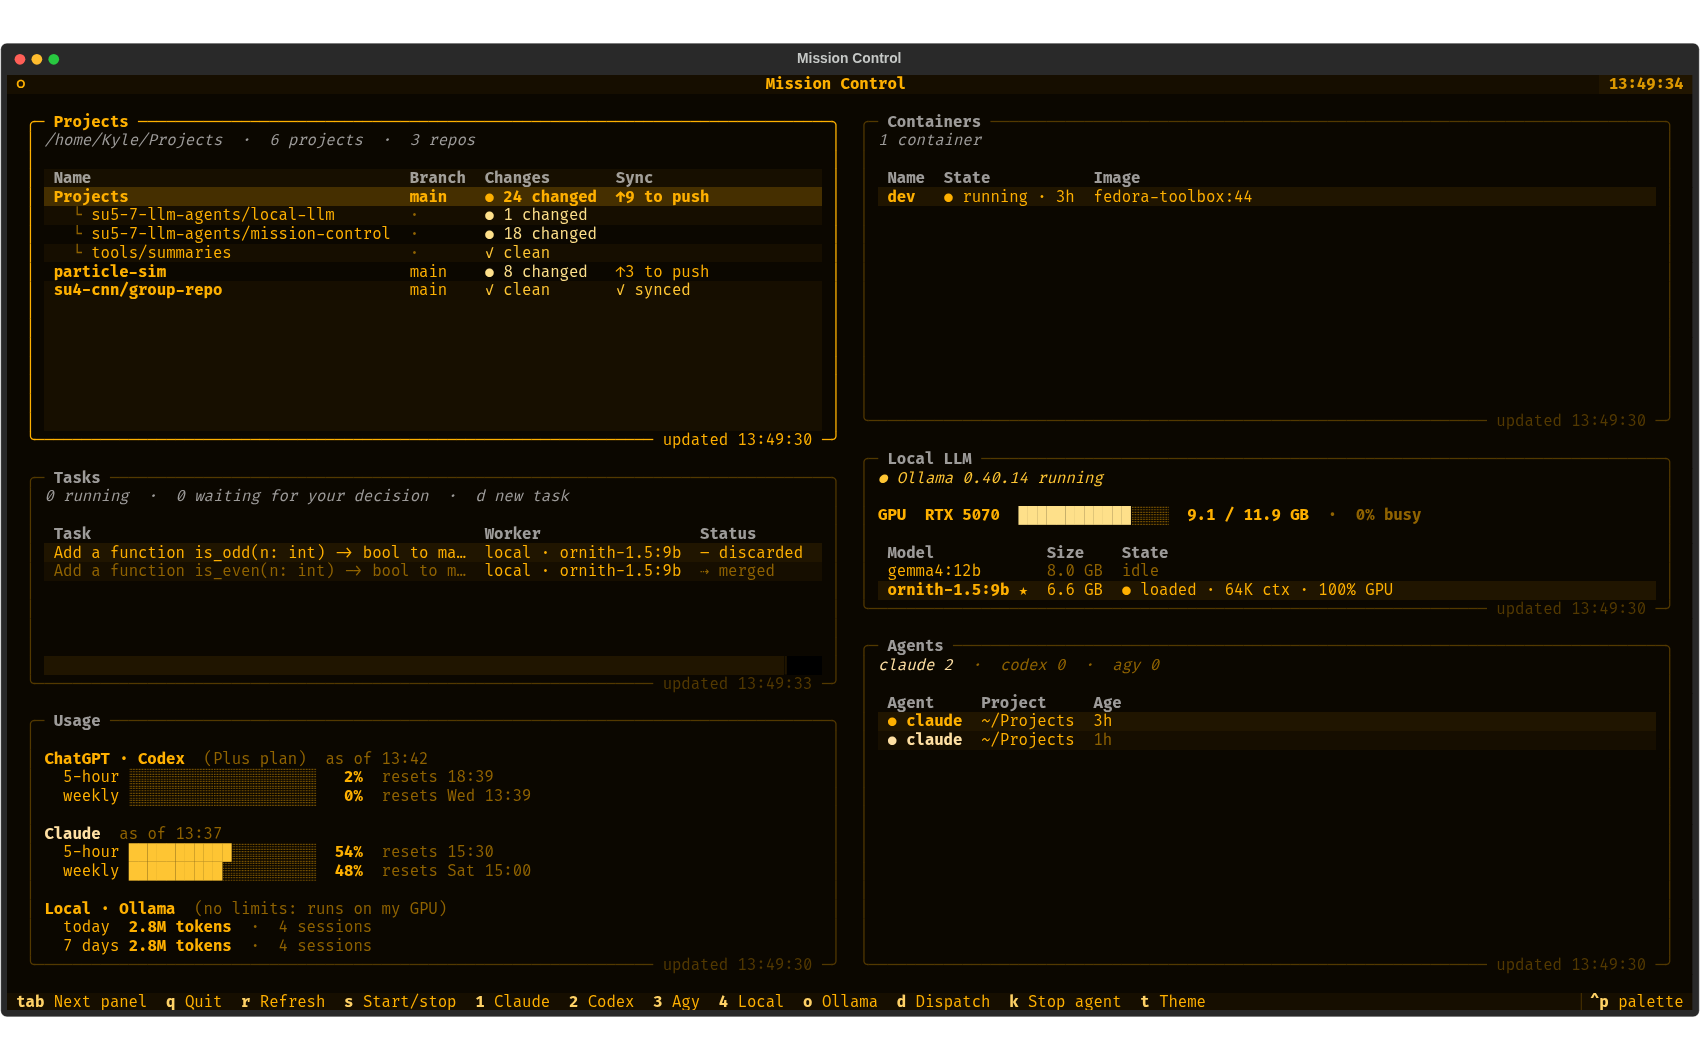 Mission Control
Mission Control 13:49:34
Projects
/home/Kyle/Projects · 6 projects · 3 repos
Name Branch Changes Sync
Projects main ● 24 changed ↑9 to push
└ su5-7-llm-agents/local-llm · ● 1 changed
└ su5-7-llm-agents/mission-control · ● 18 changed
└ tools/summaries · √ clean
particle-sim main ● 8 changed ↑3 to push
su4-cnn/group-repo main √ clean √ synced
updated 13:49:30
Tasks
0 running · 0 waiting for your decision · d new task
Task Worker Status
Add a function is_odd(n: int) → bool to ma… local · ornith-1.5:9b – discarded
Add a function is_even(n: int) → bool to m… local · ornith-1.5:9b → merged
updated 13:49:33
Usage
ChatGPT · Codex (Plus plan) as of 13:42
5-hour 2% resets 18:39
weekly 0% resets Wed 13:39
Claude as of 13:37
5-hour 54% resets 15:30
weekly 48% resets Sat 15:00
Local · Ollama (no limits: runs on my GPU)
today 2.8M tokens · 4 sessions
7 days 2.8M tokens · 4 sessions
updated 13:49:30
Containers
1 container
Name State Image
dev ● running · 3h fedora-toolbox:44
updated 13:49:30
Local LLM
● Ollama 0.40.14 running
GPU RTX 5070 9.1 / 11.9 GB · 0% busy
Model Size State
gemma4:12b 8.0 GB idle
ornith-1.5:9b ★ 6.6 GB ● loaded · 64K ctx · 100% GPU
updated 13:49:30
Agents
claude 2 · codex 0 · agy 0
Agent Project Age
● claude ~/Projects 3h
● claude ~/Projects 1h
updated 13:49:30
tab Next panel q Quit r Refresh s Start/stop 1 Claude 2 Codex 3 Agy 4 Local o Ollama d Dispatch k Stop agent t Theme ^p palette